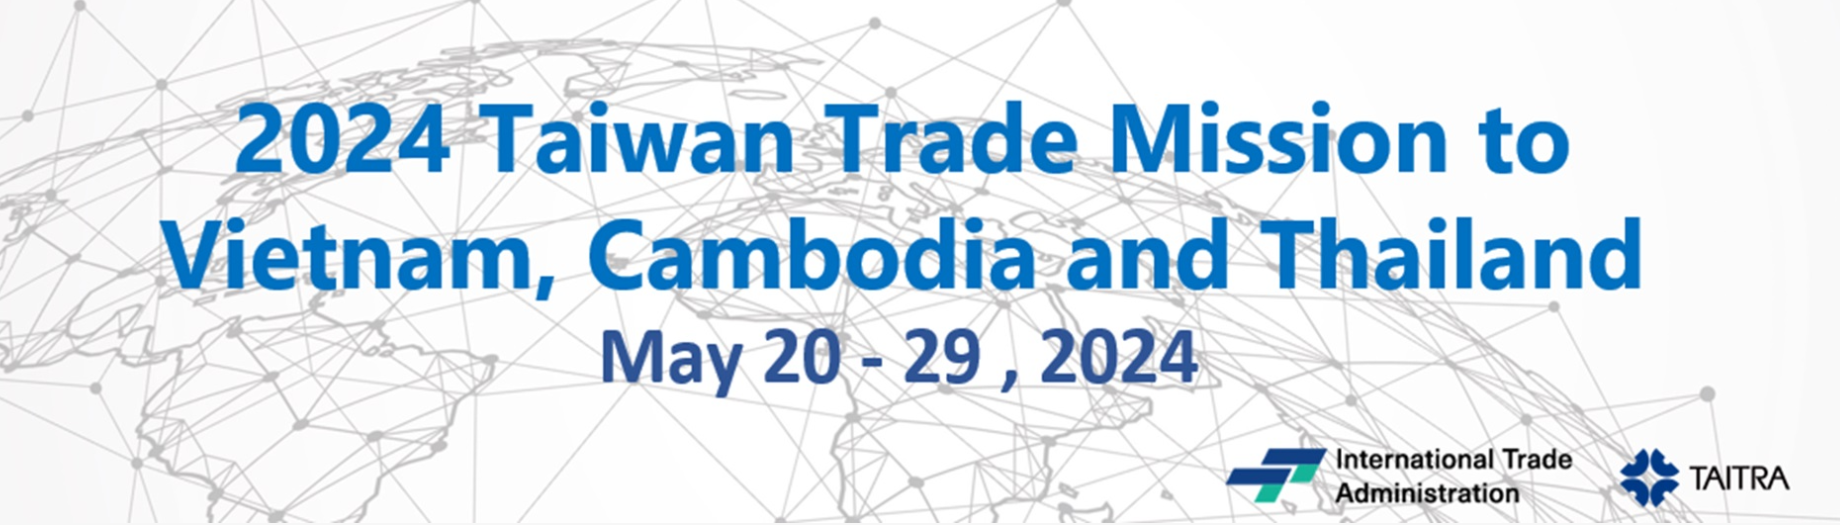 2024 Taiwan Trade Mission to
Vietnam, Cambodia and Thailand
May 20 - 29 , 2024
International Trade
Administration
TAITRA